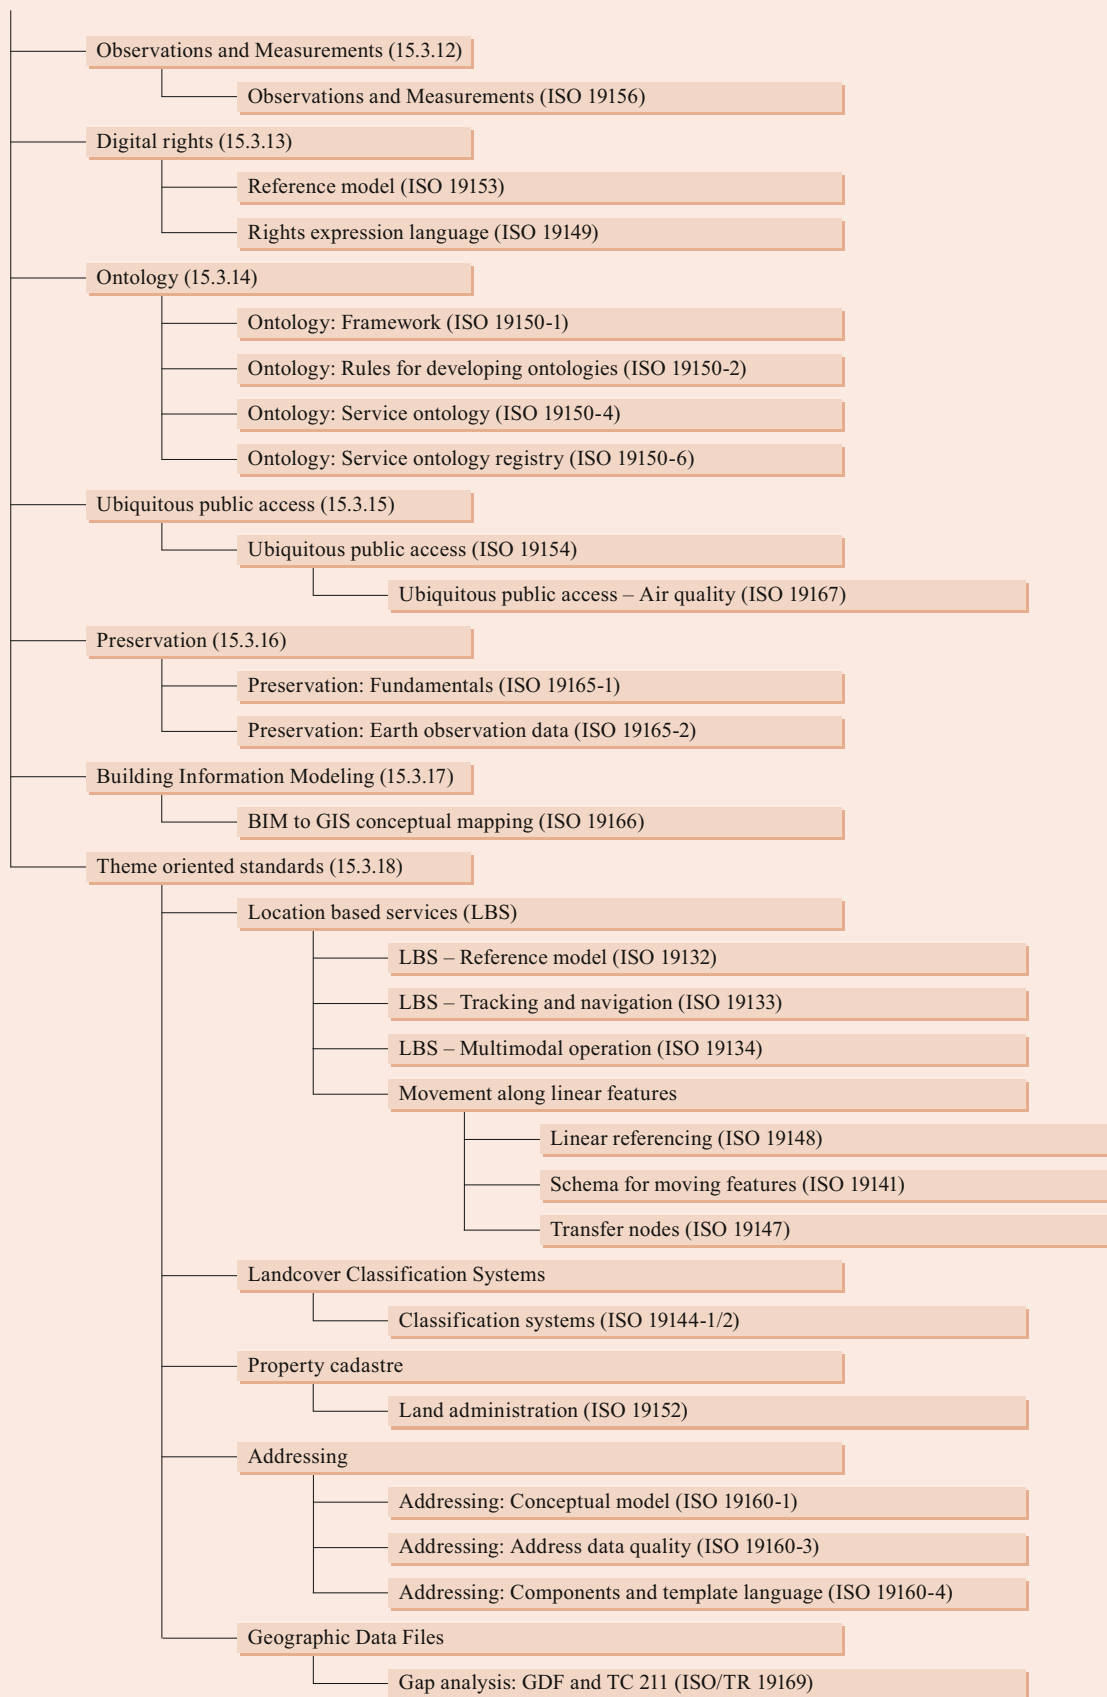 Observations and Measurements (15.3.12)
Observations and Measurements (ISO 19156)
Digital rights (15.3.13)
Reference model (ISO 19153)
Rights expression language (ISO 19149)
Ontology (15.3.14)
Ontology: Framework (ISO 19150-1)
Ontology: Rules for developing ontologies (ISO 19150-2)
Ontology: Service ontology (ISO 19150-4)
Ontology: Service ontology registry (ISO 19150-6)
Ubiquitous public access (15.3.15)
Ubiquitous public access (ISO 19154)
Ubiquitous public access – Air quality (ISO 19167)
Preservation (15.3.16)
Preservation: Fundamentals (ISO 19165-1)
Preservation: Earth observation data (ISO 19165-2)
Building Information Modeling (15.3.17)
BIM to GIS conceptual mapping (ISO 19166)
Theme oriented standards (15.3.18)
Location based services (LBS)
LBS – Reference model (ISO 19132)
LBS – Tracking and navigation (ISO 19133)
LBS – Multimodal operation (ISO 19134)
Movement along linear features
Linear referencing (ISO 19148)
Schema for moving features (ISO 19141)
Transfer nodes (ISO 19147)
Landcover Classification Systems
Classification systems (ISO 19144-1/2)
Property cadastre
Land administration (ISO 19152)
Addressing
Addressing: Conceptual model (ISO 19160-1)
Addressing: Address data quality (ISO 19160-3)
Addressing: Components and template language (ISO 19160-4)
Geographic Data Files
Gap analysis: GDF and TC 211 (ISO/TR 19169)